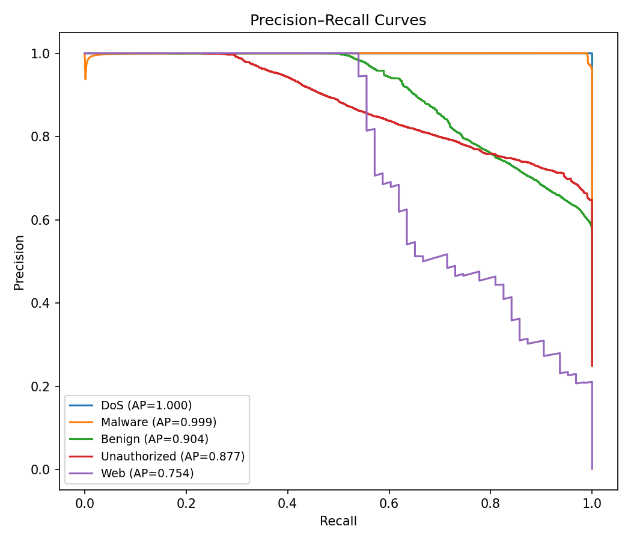 Precision–Recall Curves
Precision
1.0
0.8
0.6
0.4
0.2
0.0
DoS (AP=1.000)
Malware (AP=0.999)
Benign (AP=0.904)
Unauthorized (AP=0.877)
Web (AP=0.754)
0.0 0.2 0.4 0.6 0.8 1.0
Recall